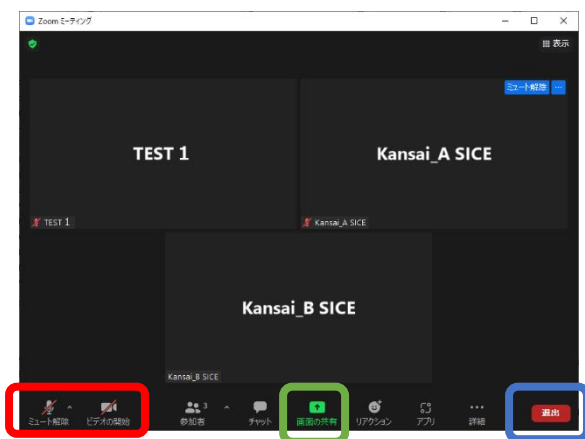 Zoom ミーティング
表示
ミュート解除 ...
TEST 1
Kansai_A SICE
TEST 1
Kansai_A SICE
Kansai_B SICE
Kansai_B SICE
ミュート解除 ビデオの開始 参加者 3 チャット 画面の共有 リアクション アプリ 詳細 退出